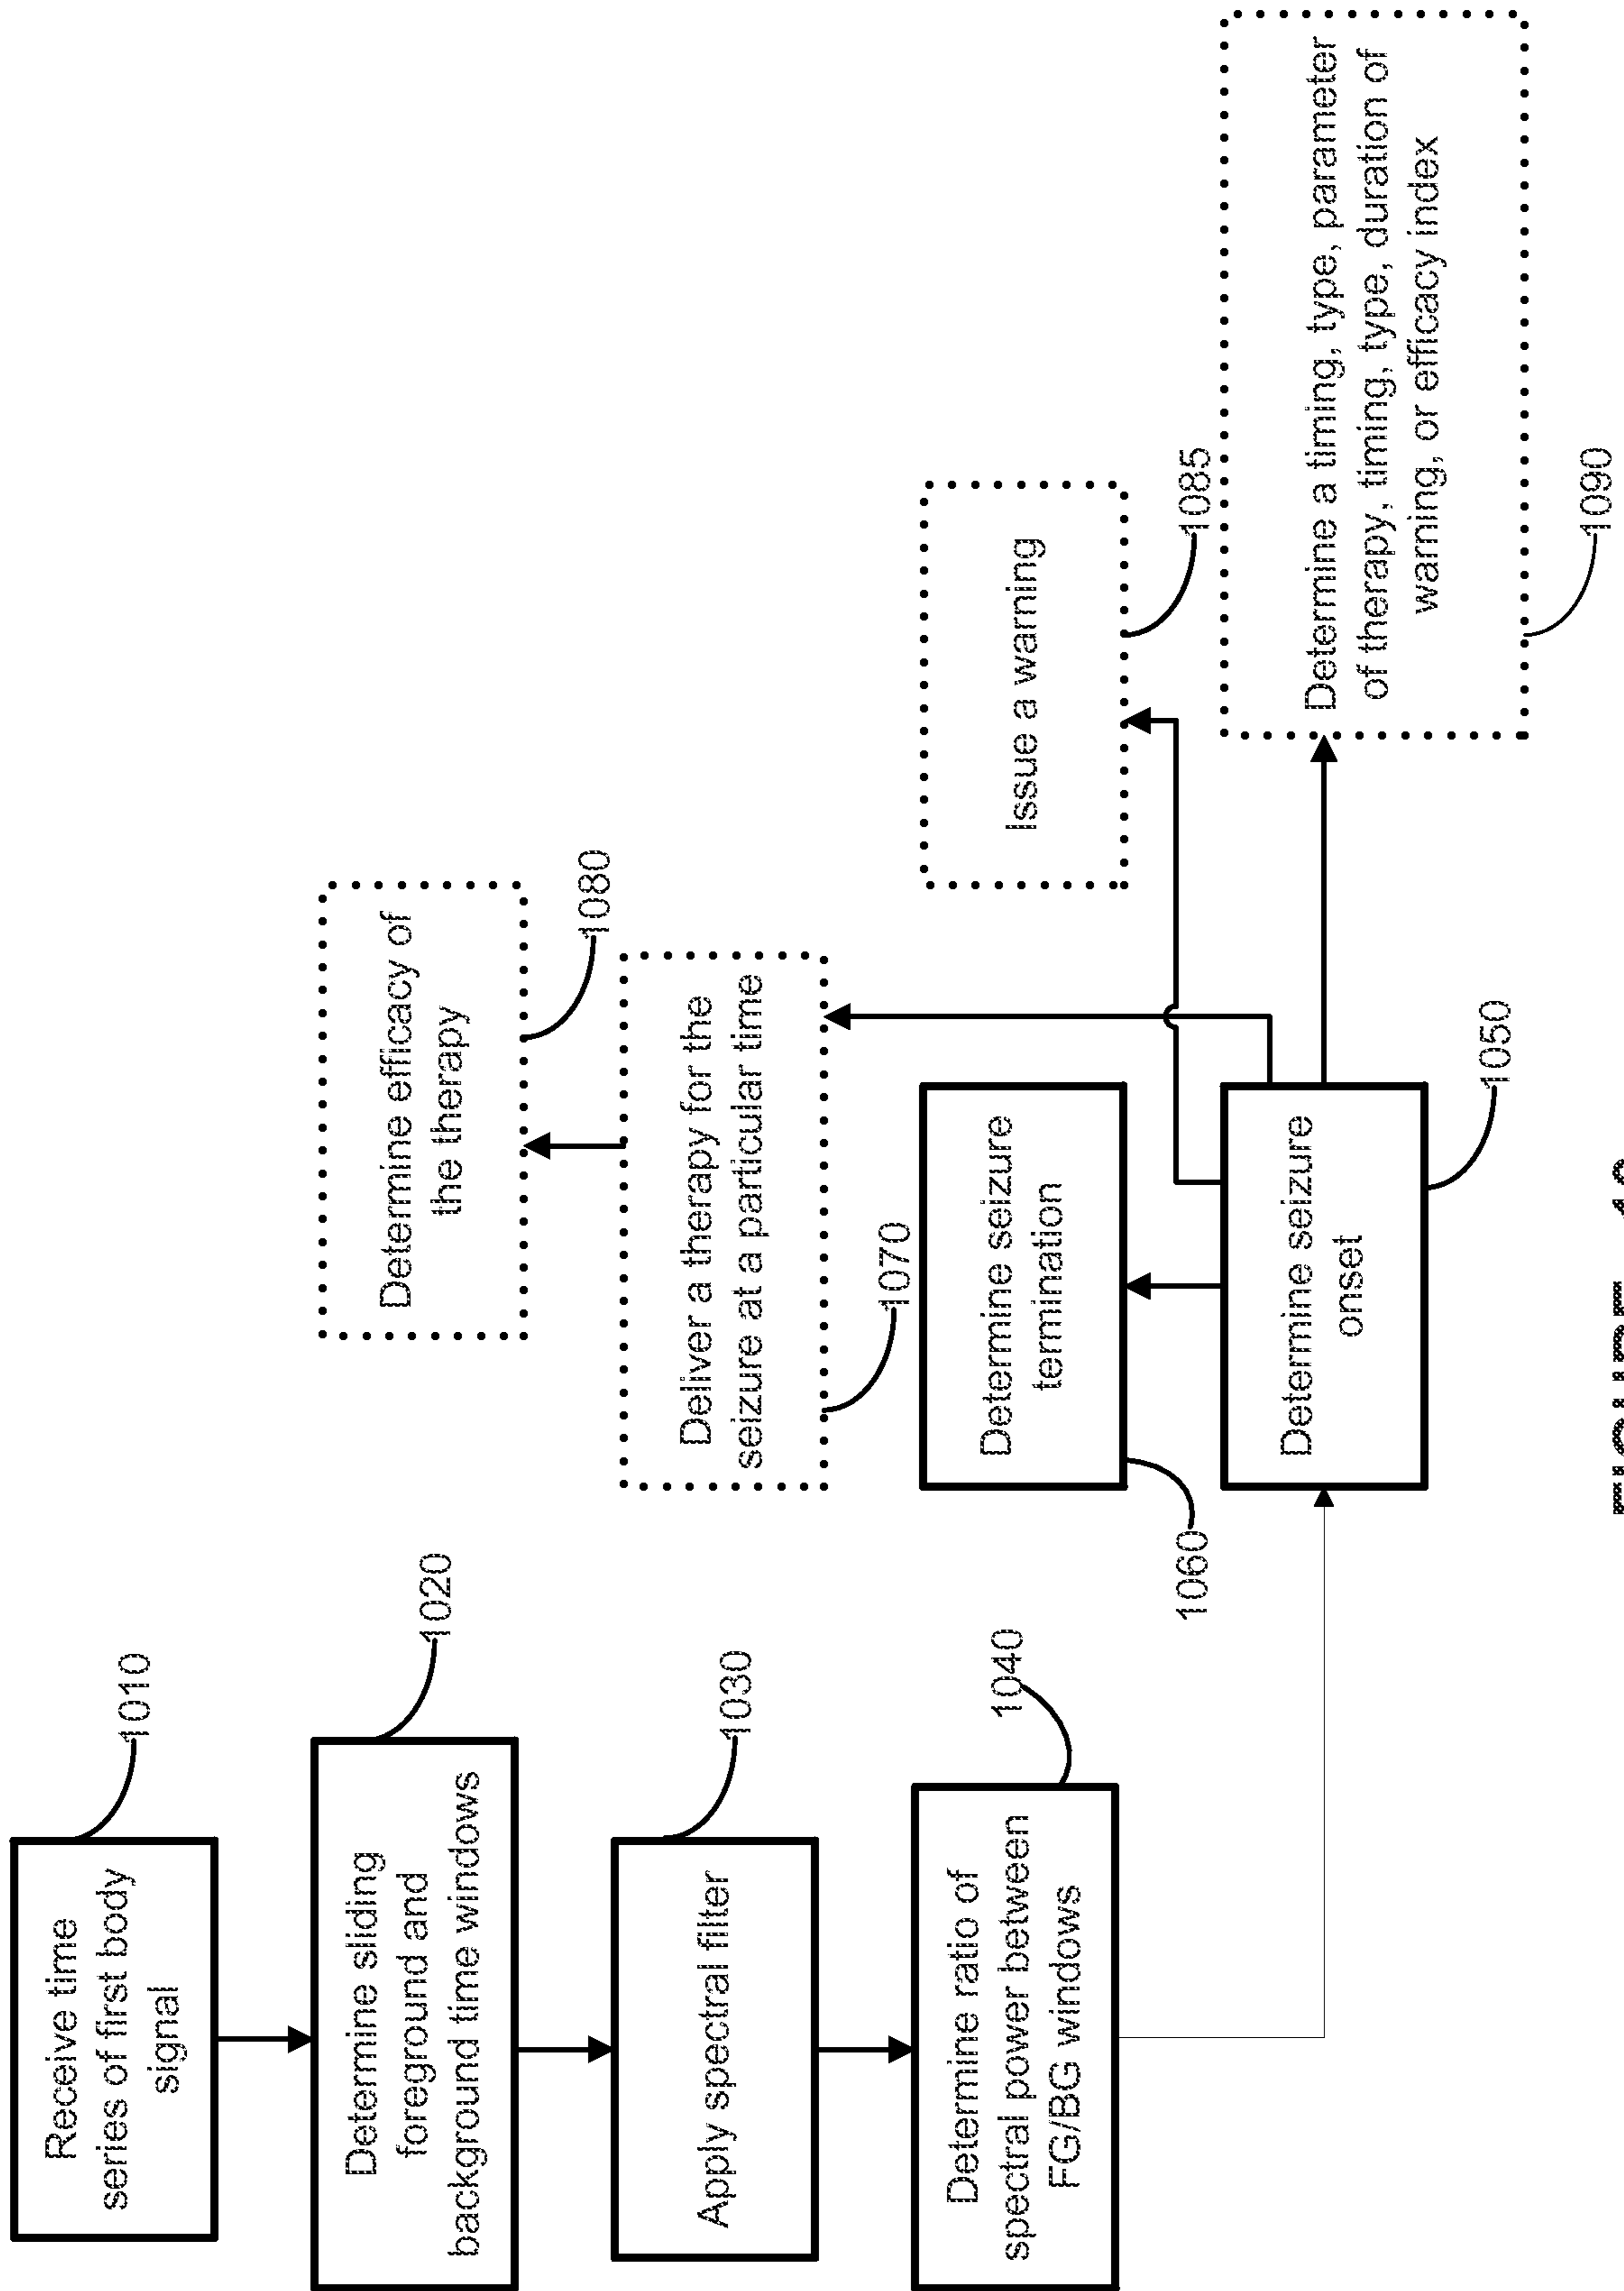 Receive time
series of first body
signal
1010
Determine sliding
foreground and
background time windows
1020
Apply spectral filter
1030
Determine ratio of
spectral power between
FG/BG windows
1040
Determine efficacy of
the therapy
1080
Deliver a therapy for the
seizure at a particular time
1070
Determine seizure
termination
1060
Issue a warning
1085
Determine seizure
onset
1050
Determine a timing, type, parameter
of therapy, timing, type, duration of
warning, or efficacy index
1090